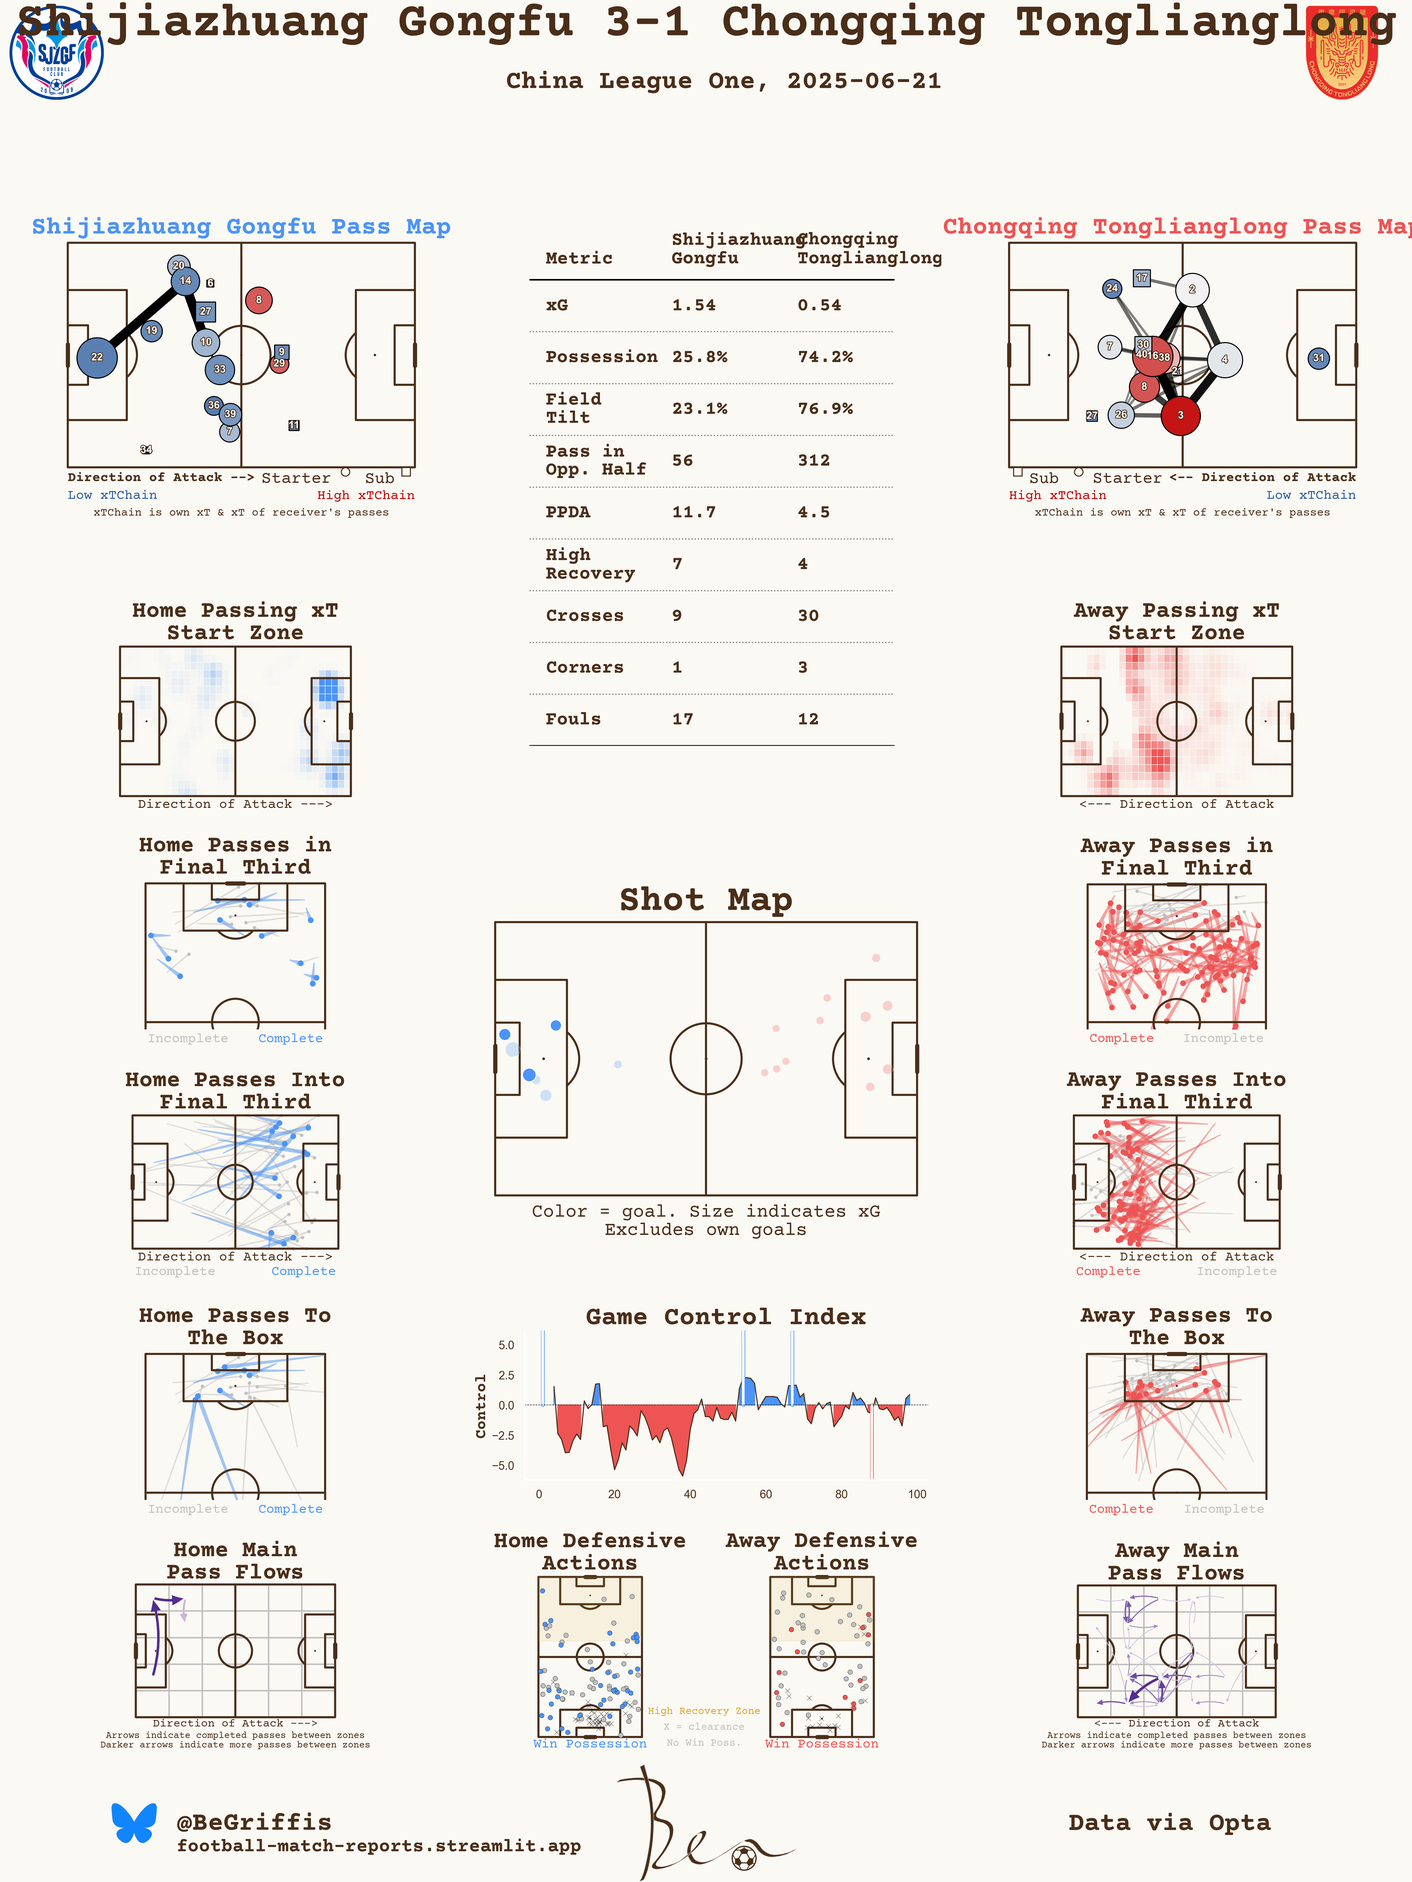 Shijiazhuang Gongfu 3-1 Chongqing Tonglianglong
China League One, 2025-06-21
SJZGF
FOOTBALL
CLUB
CHONGQING TONGLIANGLONG
Shijiazhuang Gongfu Pass Map
20
14
6
8
27
19
10
22
9
29
33
36
39
7
11
34
Direction of Attack --> Starter Sub
Low xTChain High xTChain
xTChain is own xT & xT of receiver's passes
Metric Shijiazhuang Gongfu Chongqing Tonglianglong
xG 1.54 0.54
Possession 25.8% 74.2%
Field Tilt 23.1% 76.9%
Pass in Opp. Half 56 312
PPDA 11.7 4.5
High Recovery 7 4
Crosses 9 30
Corners 1 3
Fouls 17 12
Chongqing Tonglianglong Pass Map
17
24
2
7
30
40
16
38
4
31
21
8
27
26
3
Sub Starter <-- Direction of Attack
High xTChain Low xTChain
xTChain is own xT & xT of receiver's passes
Home Passing xT
Start Zone
Direction of Attack --->
Away Passing xT
Start Zone
<--- Direction of Attack
Home Passes in
Final Third
Incomplete Complete
Away Passes in
Final Third
Complete Incomplete
Shot Map
Color = goal. Size indicates xG
Excludes own goals
Home Passes Into
Final Third
Direction of Attack --->
Incomplete Complete
Away Passes Into
Final Third
<--- Direction of Attack
Complete Incomplete
Home Passes To
The Box
Incomplete Complete
Game Control Index
Control
5.0
2.5
0.0
−2.5
−5.0
0 20 40 60 80 100
Away Passes To
The Box
Complete Incomplete
Home Main
Pass Flows
Direction of Attack --->
Arrows indicate completed passes between zones
Darker arrows indicate more passes between zones
Home Defensive
Actions
Win Possession
High Recovery Zone
X = clearance
No Win Poss.
Away Defensive
Actions
Win Possession
Away Main
Pass Flows
<--- Direction of Attack
Arrows indicate completed passes between zones
Darker arrows indicate more passes between zones
@BeGriffis
football-match-reports.streamlit.app
Ben
Data via Opta